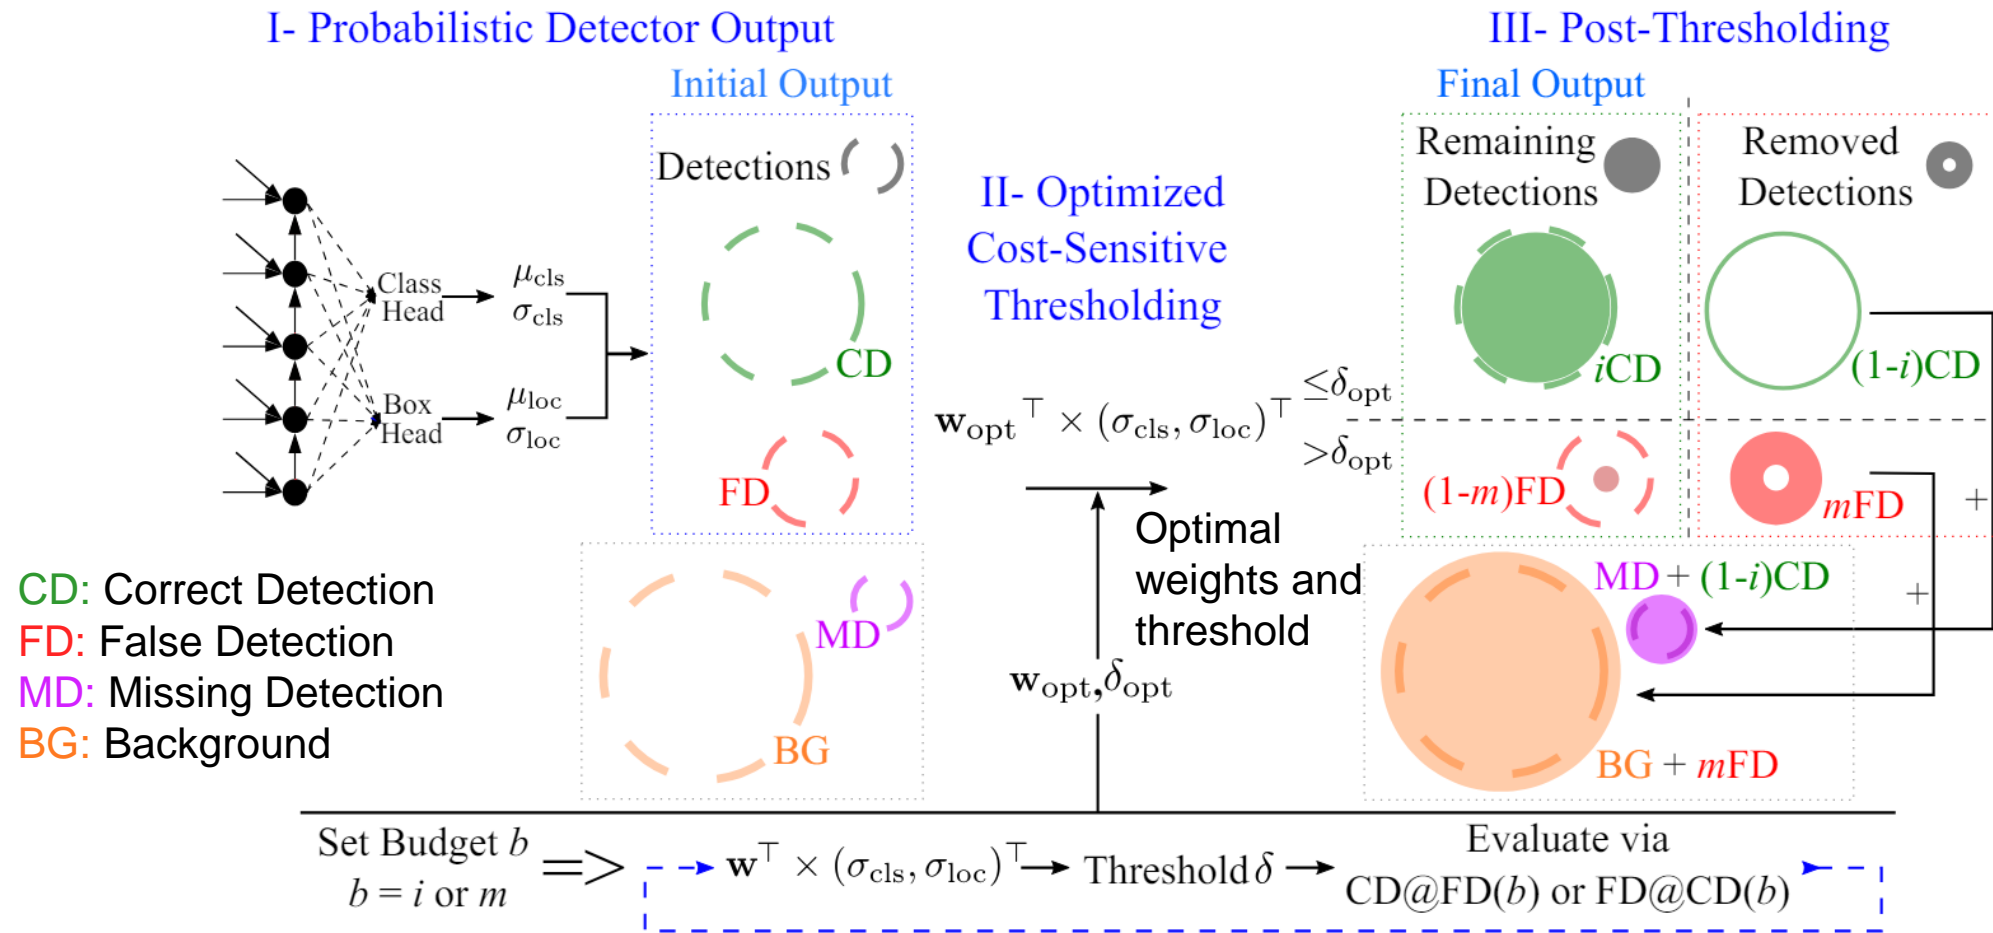 I- Probabilistic Detector Output
III- Post-Thresholding
Initial Output
Final Output
Detections
Remaining
Detections
Removed
Detections
II- Optimized
Cost-Sensitive
Thresholding
Class
Head
μcls
σcls
Box
Head
μloc
σloc
CD
FD
MD
BG
wopt⊤ × (σcls, σloc)⊤
≤δopt
>δopt
iCD
(1-i)CD
(1-m)FD
mFD
+
+
Optimal
weights and
threshold
wopt,δopt
MD + (1-i)CD
BG + mFD
CD: Correct Detection
FD: False Detection
MD: Missing Detection
BG: Background
Set Budget b
b = i or m
=>
w⊤ × (σcls, σloc)⊤
Threshold δ
Evaluate via
CD@FD(b) or FD@CD(b)